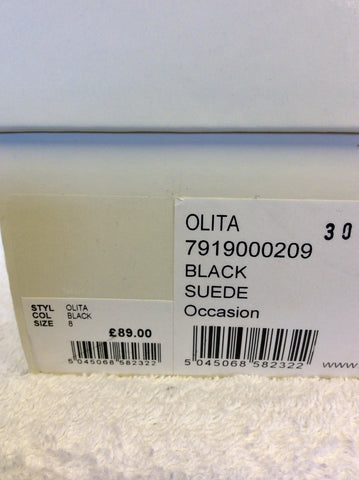 OLITA
30
7919000209
BLACK
SUEDE
Occasion
5 045068 582322
www.
STYL OLITA
COL BLACK
SIZE 8
£89.00
5 045068 582322